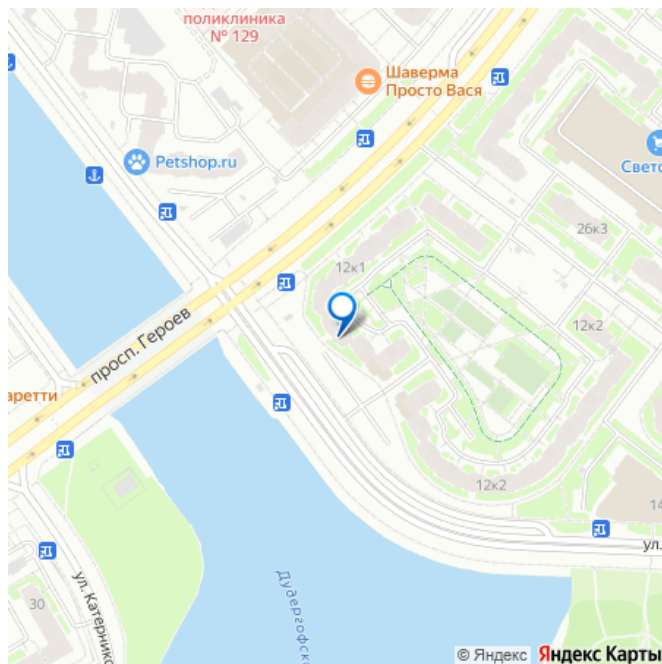 поликлиника
№ 129
Шаверма
Просто Вася
Petshop.ru
Свето
26к3
12к1
12к2
просп. Героев
аретти
12к2
14
ул.
Дудергофск
ул. Катерников
30
© Яндекс Яндекс Карты